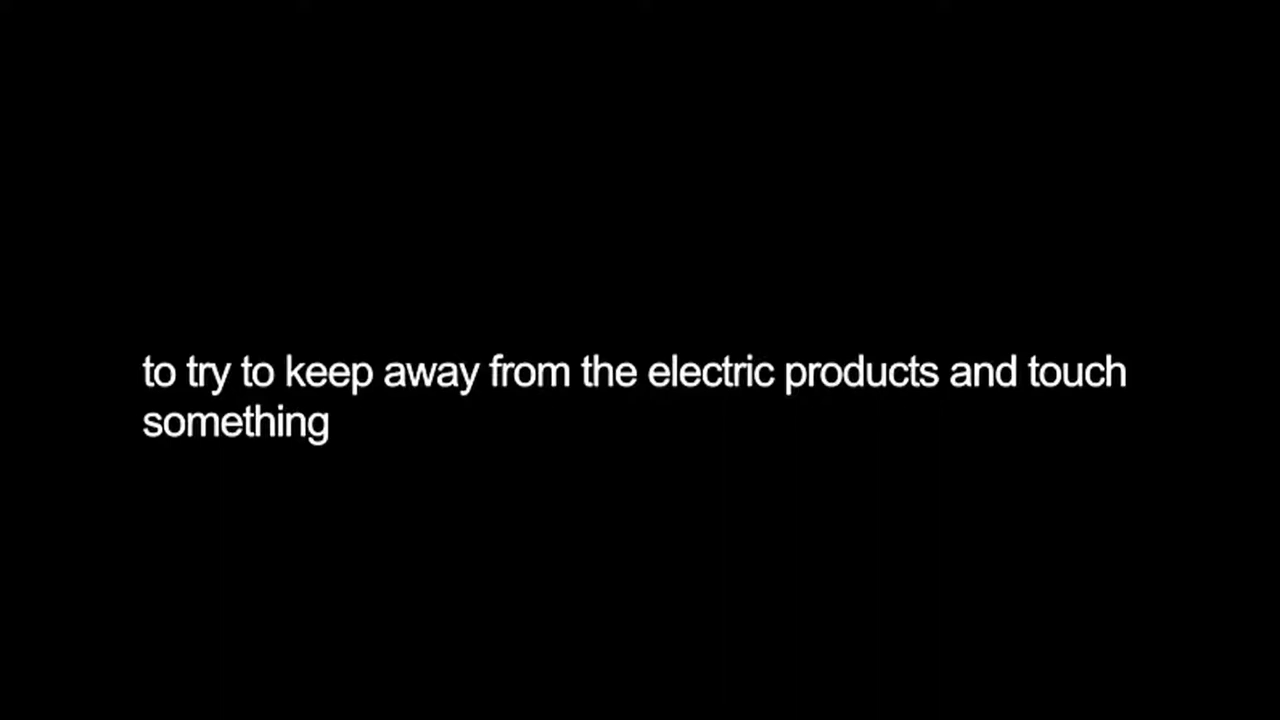 to try to keep away from the electric products and touch
something